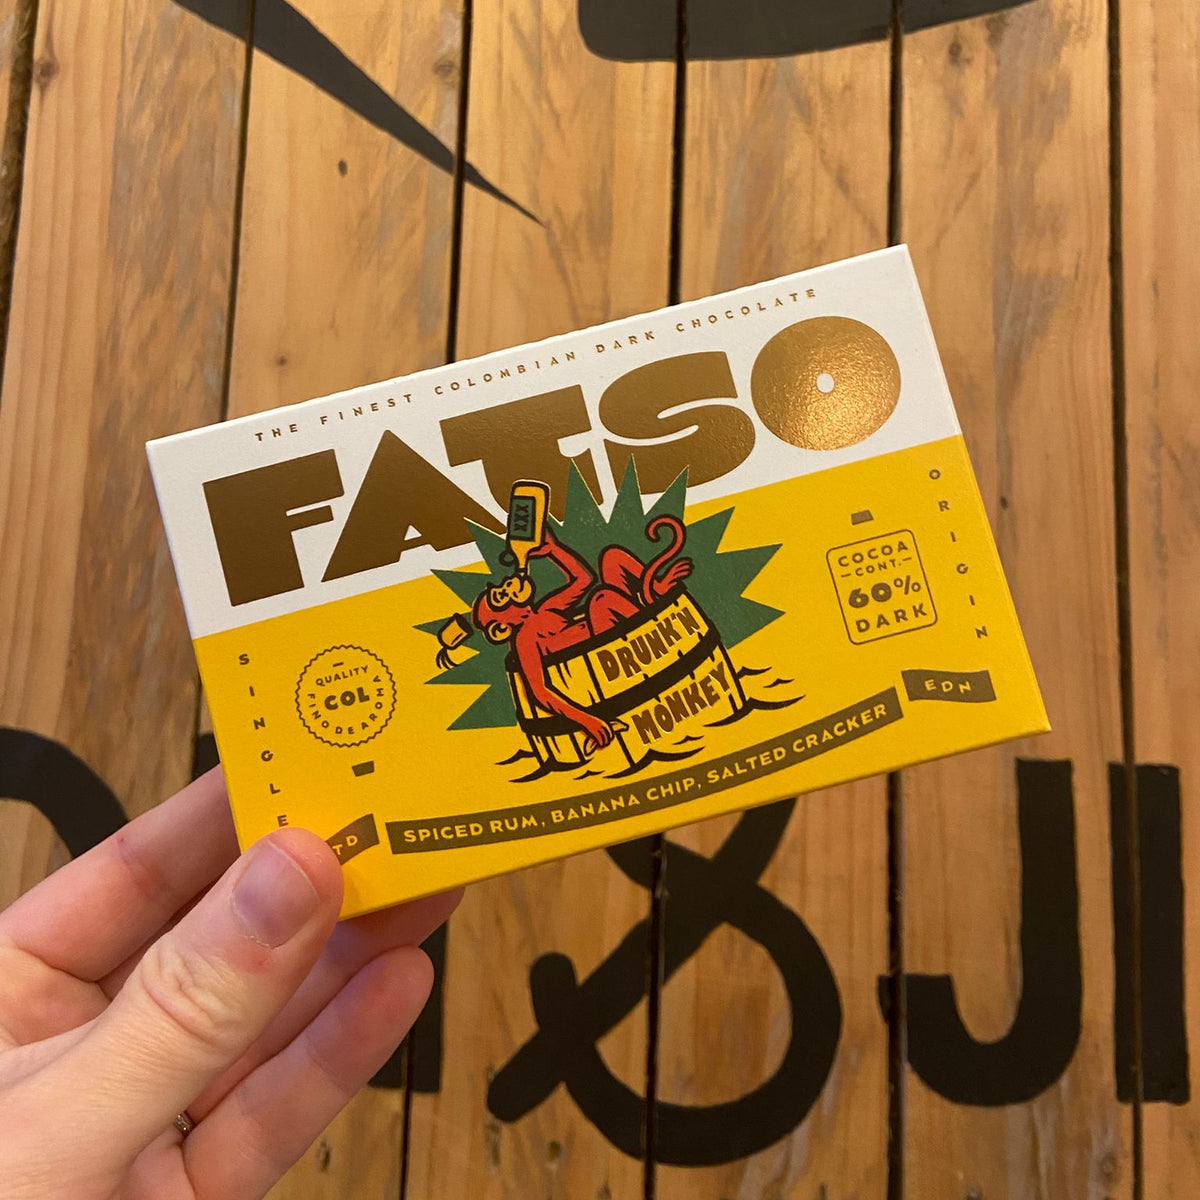 THE FINEST COLOMBIAN DARK CHOCOLATE
FATSO
XXX
DRUNK'N
MONKEY
SINGLE
ORIGIN
QUALITY
COL
FINO DE AROMA
COCOA
CONT.
60%
DARK
SPICED RUM, BANANA CHIP, SALTED CRACKER
EDN
&